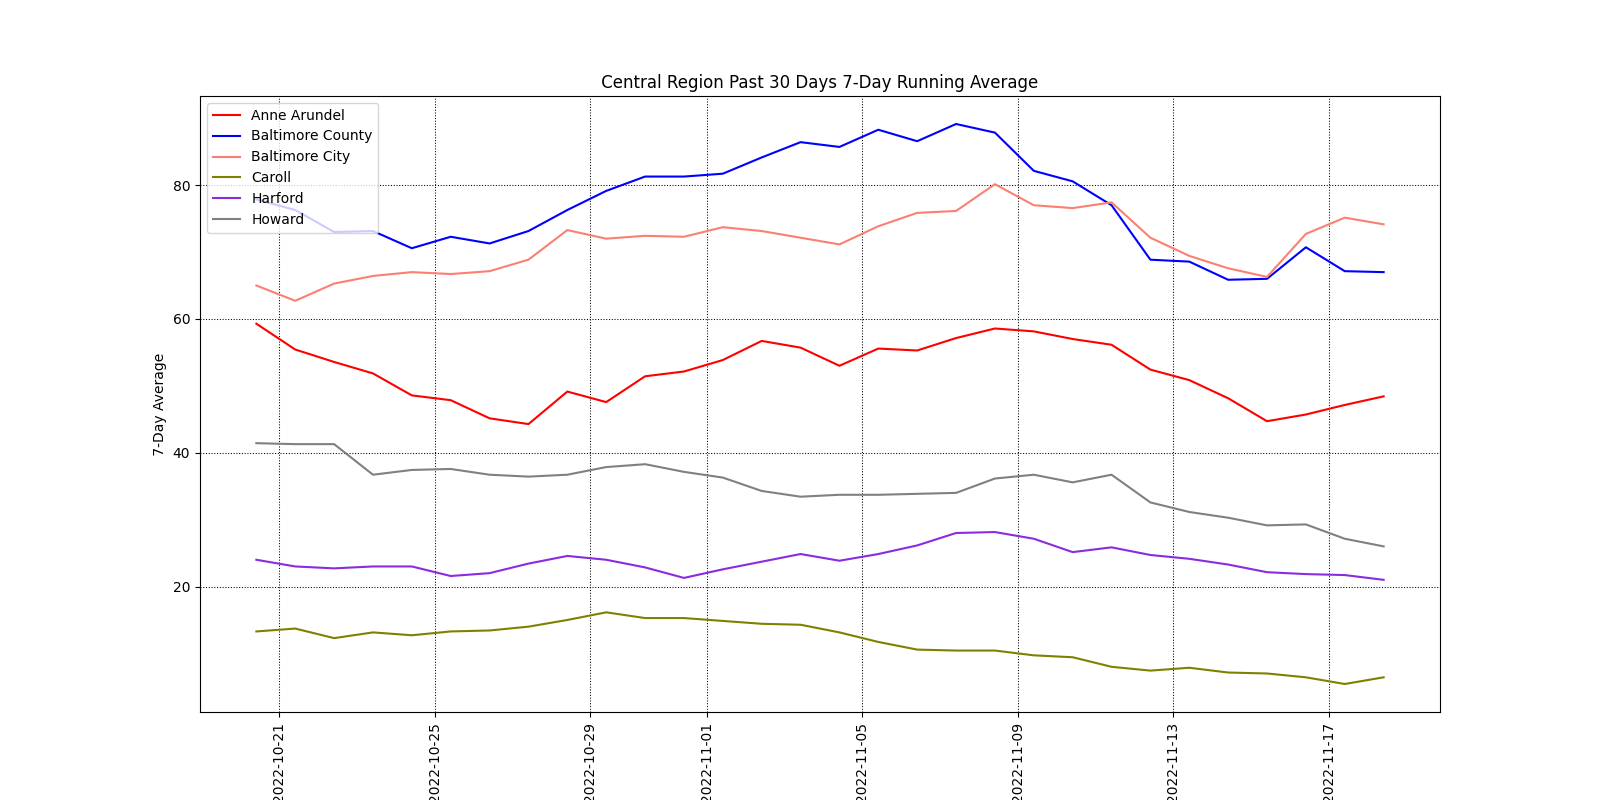 Central Region Past 30 Days 7-Day Running Average
Anne Arundel
Baltimore County
Baltimore City
Caroll
Harford
Howard
80
60
40
20
7-Day Average
2022-10-21
2022-10-25
2022-10-29
2022-11-01
2022-11-05
2022-11-09
2022-11-13
2022-11-17